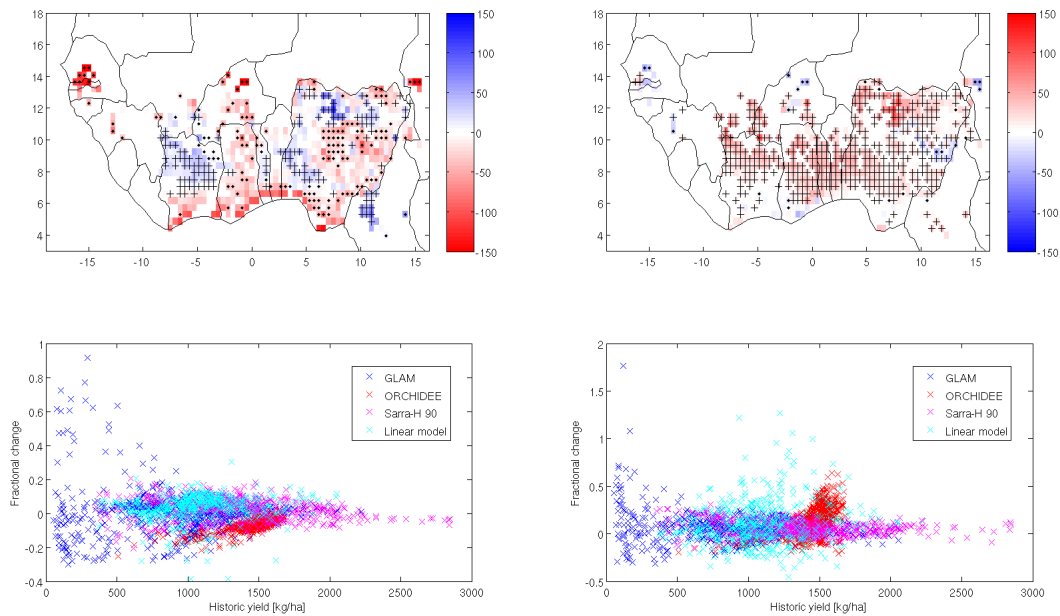 18
16
14
12
10
8
6
4
-15 -10 -5 0 5 10 15
150
100
50
0
-50
-100
-150
18
16
14
12
10
8
6
4
-15 -10 -5 0 5 10 15
150
100
50
0
-50
-100
-150
1
0.8
0.6
0.4
0.2
0
-0.2
-0.4
Fractional change
GLAM
ORCHIDEE
Sarra-H 90
Linear model
0 500 1000 1500 2000 2500 3000
Historic yield [kg/ha]
2
1.5
1
0.5
0
-0.5
Fractional change
GLAM
ORCHIDEE
Sarra-H 90
Linear model
0 500 1000 1500 2000 2500 3000
Historic yield [kg/ha]